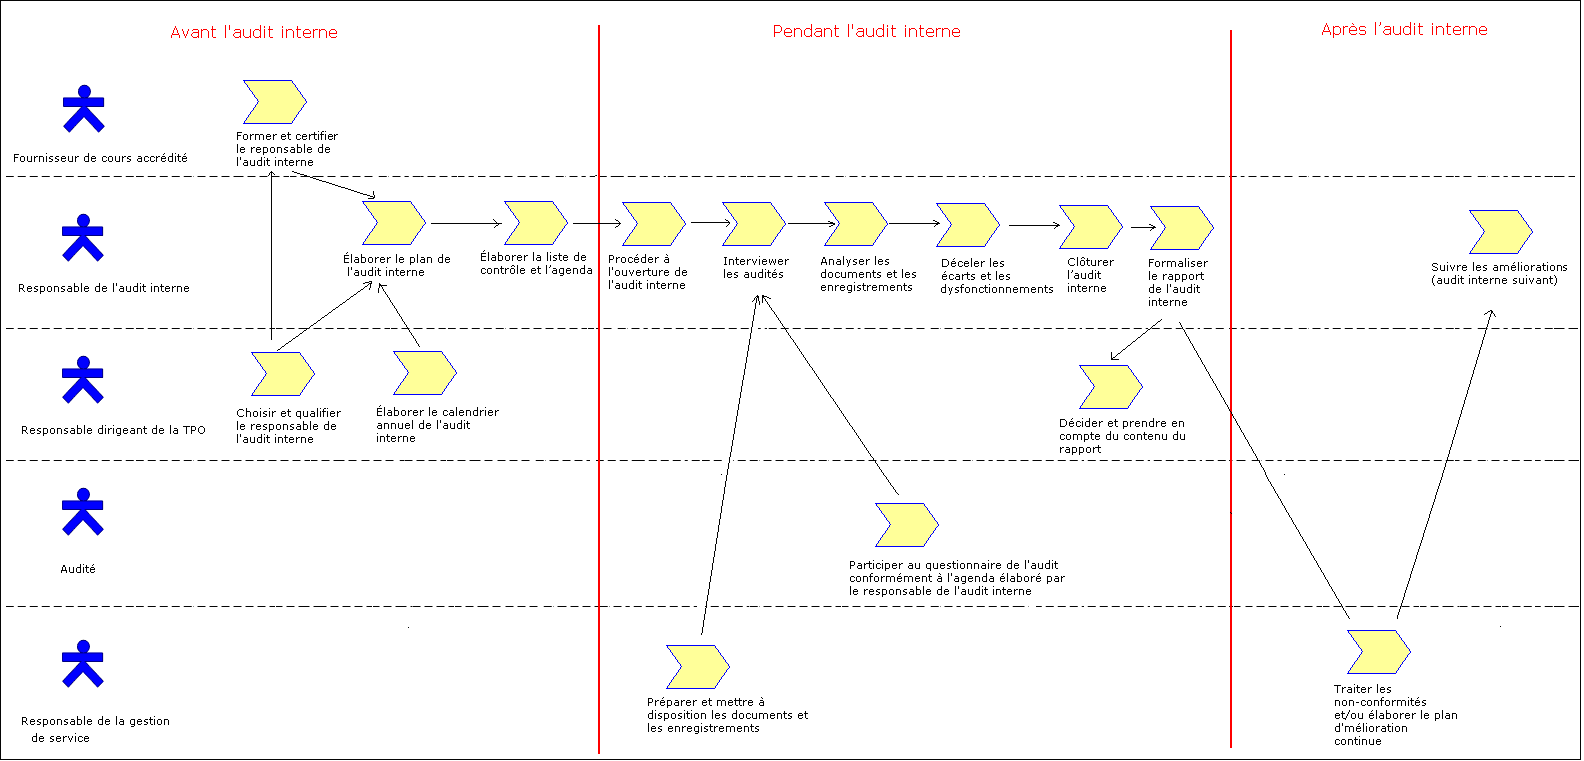 Avant l'audit interne
Pendant l'audit interne
Après l’audit interne
Fournisseur de cours accrédité
Former et certifier
le reponsable de
l'audit interne
Responsable de l'audit interne
Élaborer le plan de
l'audit interne
Élaborer la liste de
contrôle et l’agenda
Procéder à
l'ouverture de
l'audit interne
Interviewer
les audités
Analyser les
documents et les
enregistrements
Déceler les
écarts et les
dysfonctionnements
Clôturer
l’audit
interne
Formaliser
le rapport
de l'audit
interne
Suivre les améliorations
(audit interne suivant)
Responsable dirigeant de la TPO
Choisir et qualifier
le responsable de
l'audit interne
Élaborer le calendrier
annuel de l'audit
interne
Décider et prendre en
compte du contenu du
rapport
Audité
Participer au questionnaire de l'audit
conformément à l'agenda élaboré par
le responsable de l'audit interne
Responsable de la gestion
de service
Préparer et mettre à
disposition les documents et
les enregistrements
Traiter les
non-conformités
et/ou élaborer le plan
d'mélioration
continue